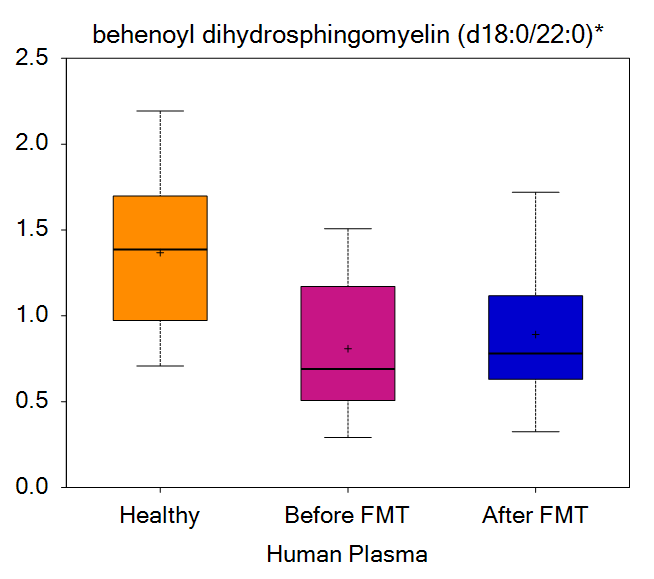 behenoyl dihydrosphingomyelin (d18:0/22:0)*
2.5
2.0
1.5
1.0
0.5
0.0
Healthy Before FMT After FMT
Human Plasma